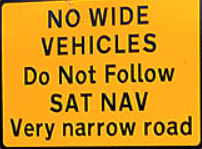 NO WIDE
VEHICLES
Do Not Follow
SAT NAV
Very narrow road